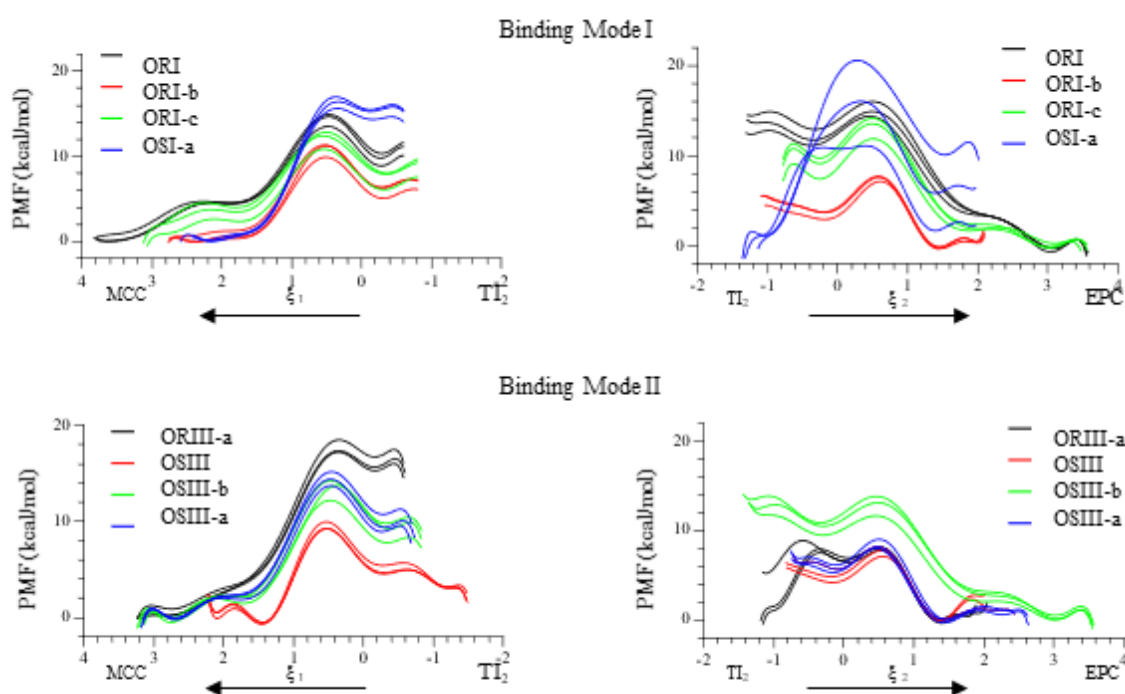 Binding Mode I
PMF (kcal/mol)
20
10
0
ORI
ORI-b
ORI-c
OSI-a
4 3 2 1 0 -1 -2
MCC ξ 1 TI2
PMF (kcal/mol)
20
10
0
ORI
ORI-b
ORI-c
OSI-a
-2 -1 0 1 2 3 4
TI2 ξ 2 EPC
Binding Mode II
PMF (kcal/mol)
20
10
0
ORIII-a
OSIII
OSIII-b
OSIII-a
4 3 2 1 0 -1 -2
MCC ξ 1 TI2
PMF (kcal/mol)
20
10
0
ORIII-a
OSIII
OSIII-b
OSIII-a
-2 -1 0 1 2 3 4
TI2 ξ 2 EPC